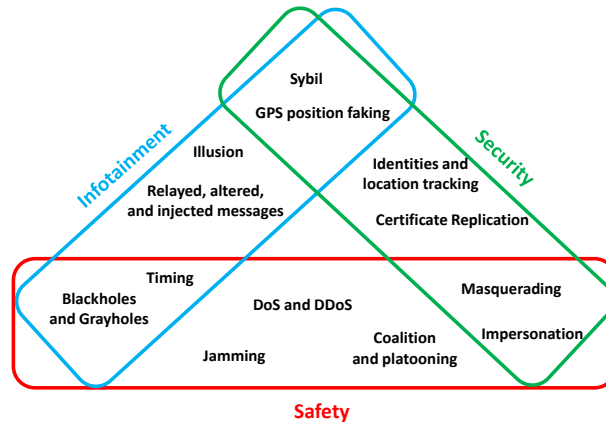 Sybil
GPS position faking
Infotainment
Security
Illusion
Identities and
location tracking
Relayed, altered,
and injected messages
Certificate Replication
Timing
Blackholes
and Grayholes
DoS and DDoS
Masquerading
Jamming
Coalition
and platooning
Impersonation
Safety